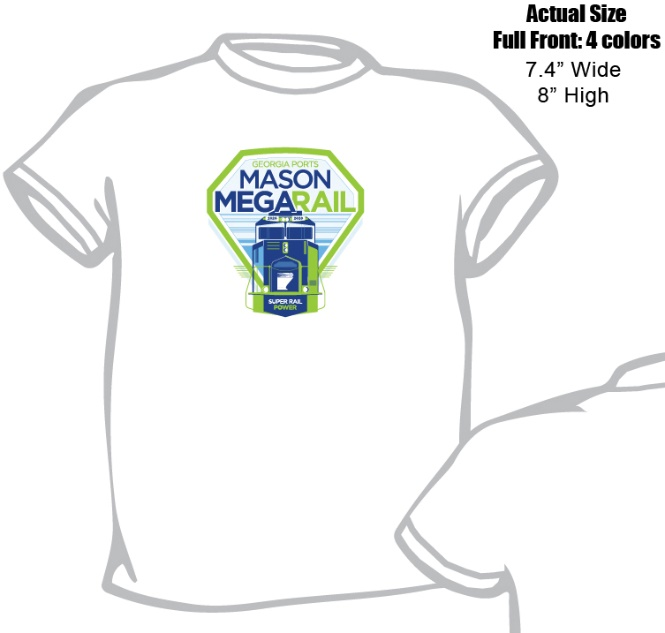 Actual Size
Full Front: 4 colors
7.4” Wide
8” High
GEORGIA PORTS
MASON
MEGARAIL
SUPER RAIL
POWER